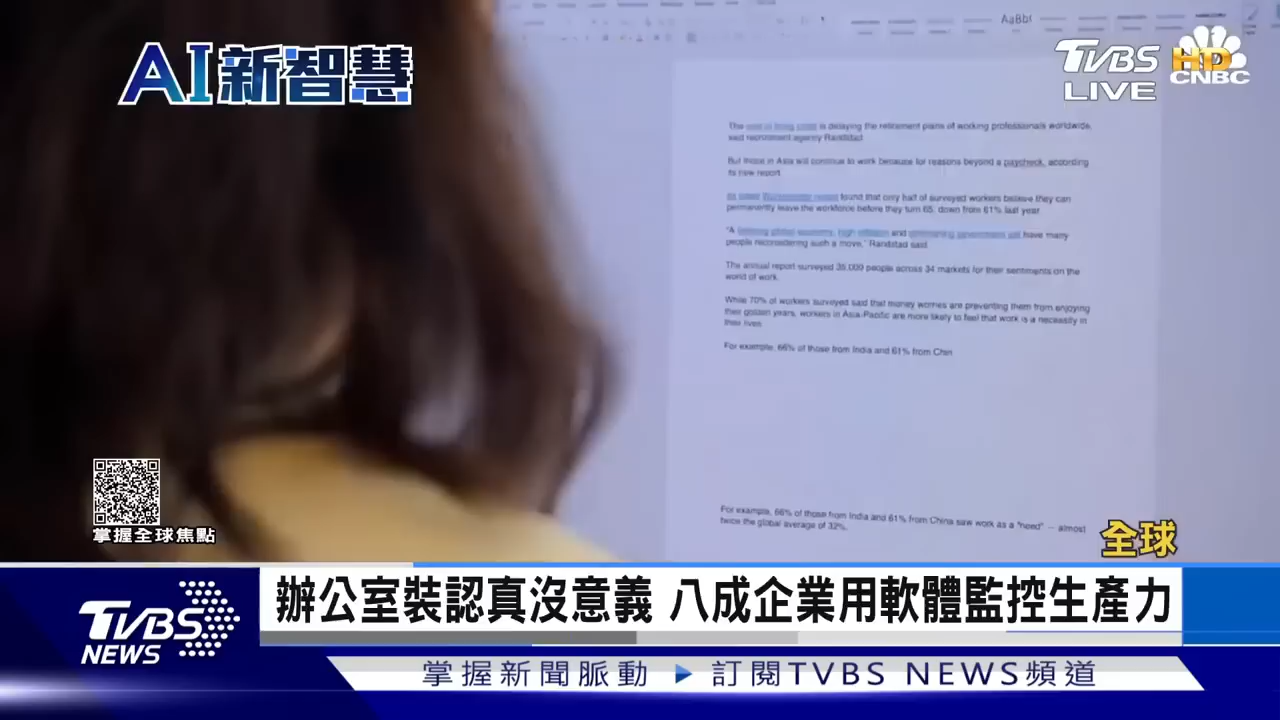 AaBbI
AI新智慧
TVBS
LIVE
HD
CNBC
The cost of living crisis is delaying the retirement plans of working professionals worldwide,
said recruitment agency Randstad.
But those in Asia will continue to work because for reasons beyond a paycheck, according
its new report
found that only half of surveyed workers believe they can
permanently leave the workforce before they turn 65, down from 61% last year.
"A global economy, high inflation and have many
people reconsidering such a move," Randstad said.
The annual report surveyed 35,000 people across 34 markets for their sentiments on the
world of work.
While 70% of workers surveyed said that money worries are preventing them from enjoying
their golden years, workers in Asia-Pacific are more likely to feel that work is a necessity in
their lives.
For example, 66% of those from India and 61% from Chin
For example, 66% of those from India and 61% from China saw work as a "need" – almost
twice the global average of 32%.
掌握全球焦點
全球
辦公室裝認真沒意義 八成企業用軟體監控生產力
TVBS
NEWS
掌握新聞脈動 ▶ 訂閱TVBS NEWS頻道